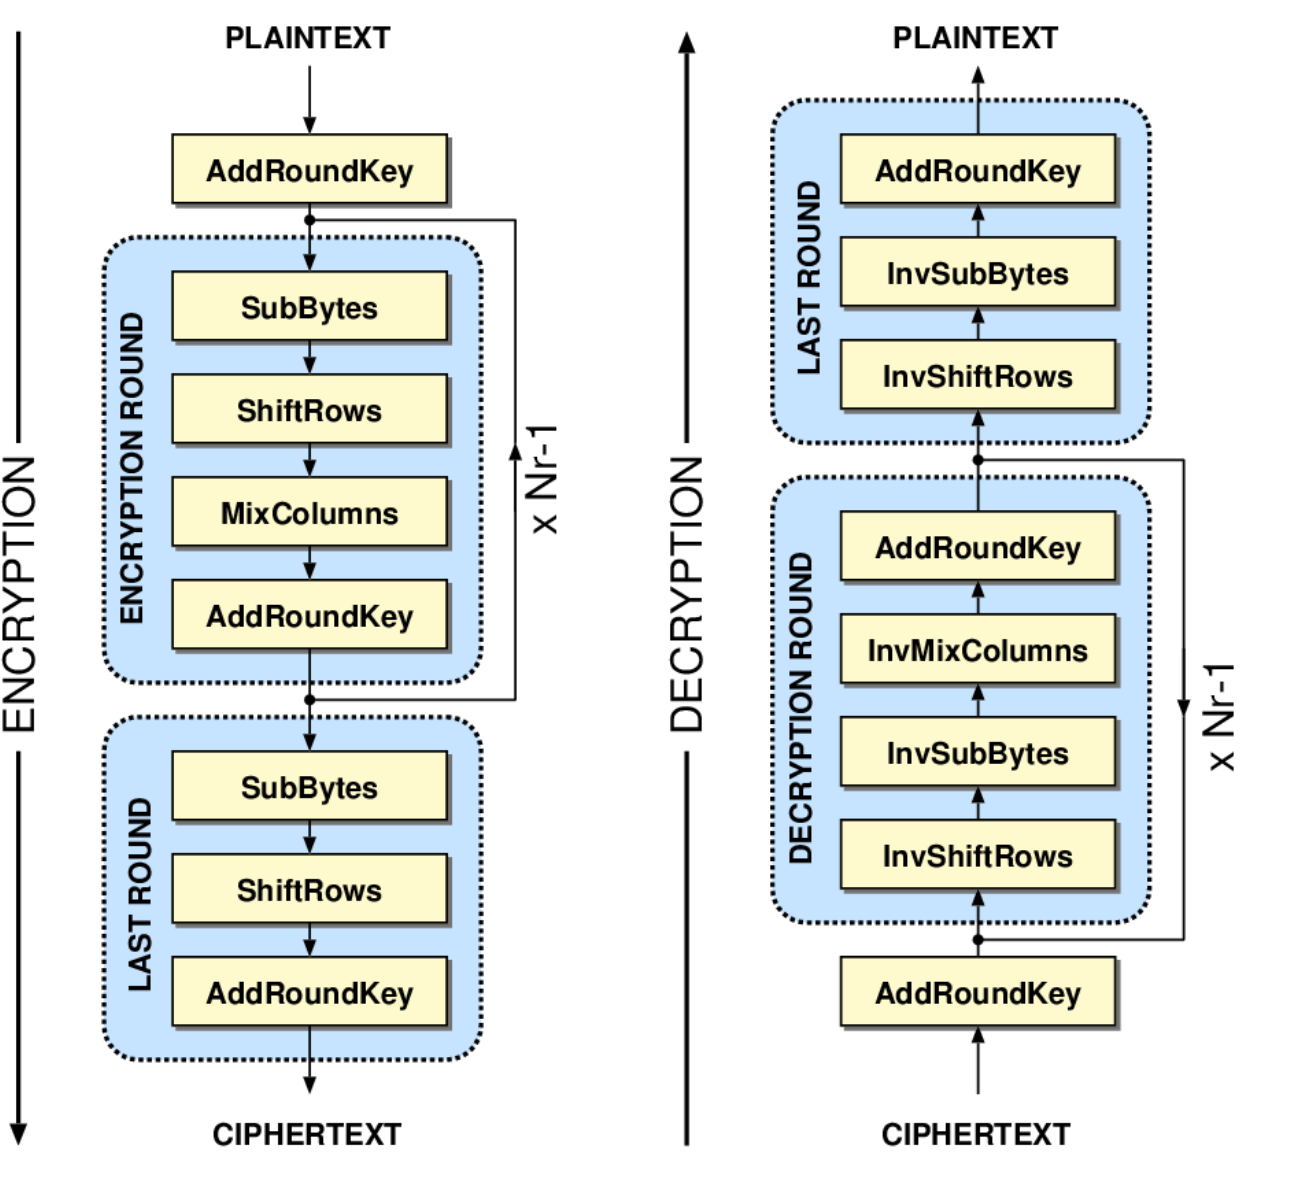 PLAINTEXT
AddRoundKey
ENCRYPTION ROUND
SubBytes
ShiftRows
MixColumns
AddRoundKey
x Nr-1
LAST ROUND
SubBytes
ShiftRows
AddRoundKey
CIPHERTEXT
ENCRYPTION
PLAINTEXT
LAST ROUND
AddRoundKey
InvSubBytes
InvShiftRows
DECRYPTION ROUND
AddRoundKey
InvMixColumns
InvSubBytes
InvShiftRows
x Nr-1
AddRoundKey
CIPHERTEXT
DECRYPTION